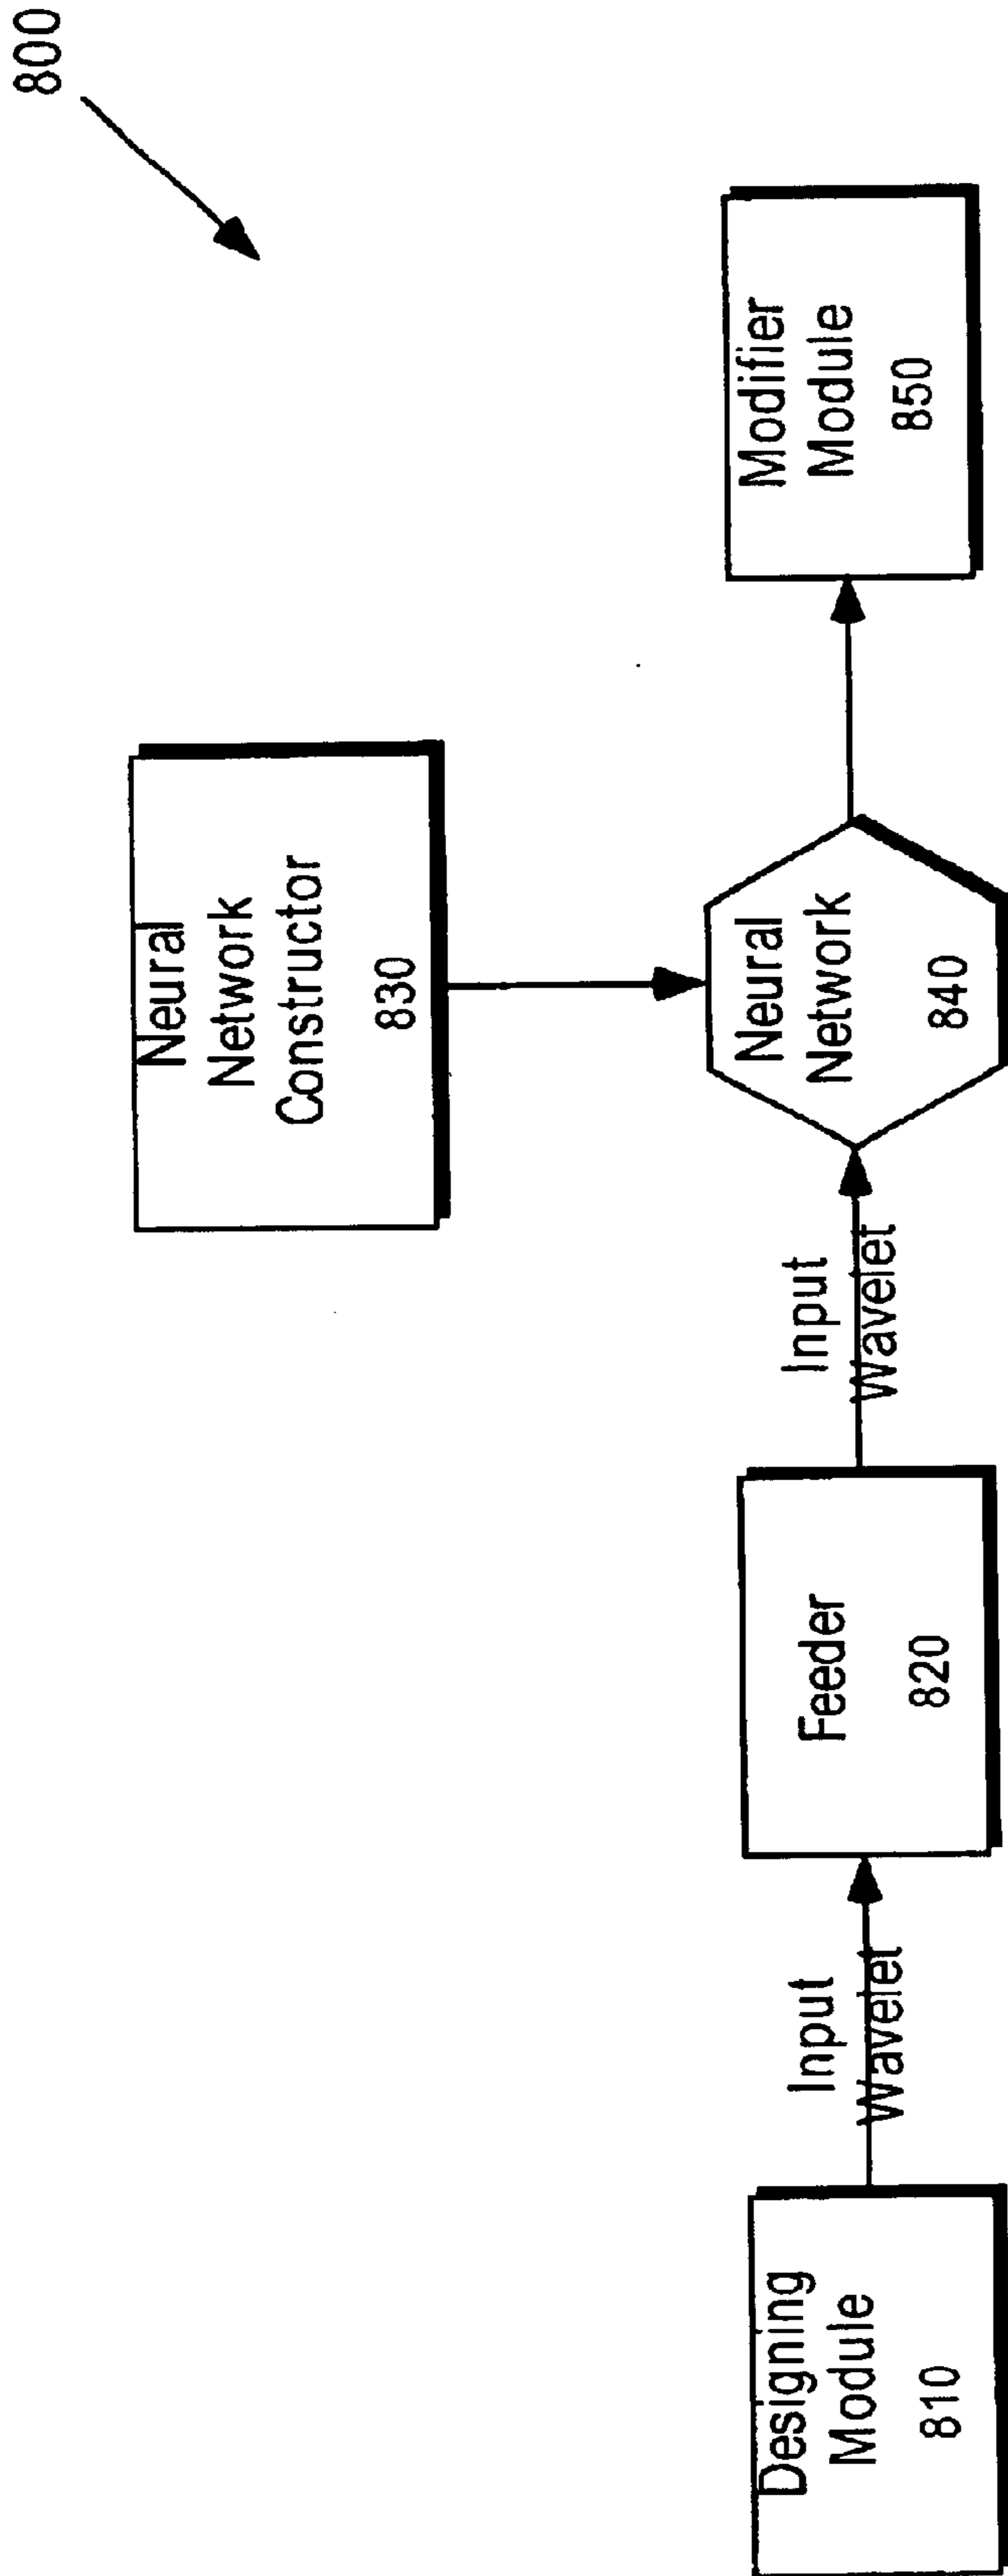 800
Neural
Network
Constructor
830
Designing
Module
810
Input
Wavelet
Feeder
820
Input
Wavelet
Neural
Network
840
Modifier
Module
850